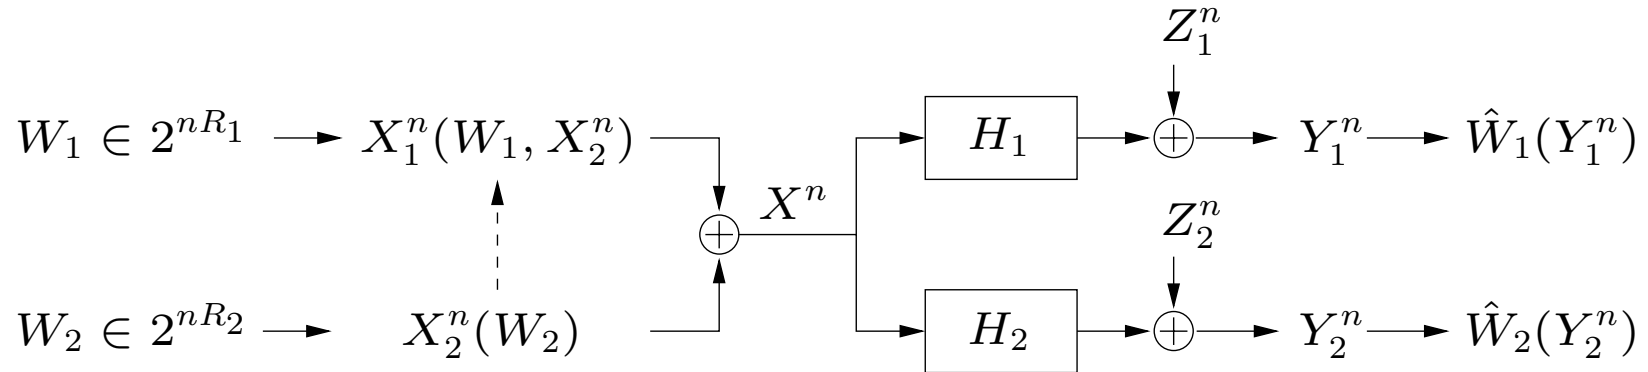 Z_1^n
W_1 ∈ 2^{nR_1} X_1^n(W_1, X_2^n) H_1 Y_1^n Ŵ_1(Y_1^n)
X^n
Z_2^n
W_2 ∈ 2^{nR_2} X_2^n(W_2) H_2 Y_2^n Ŵ_2(Y_2^n)